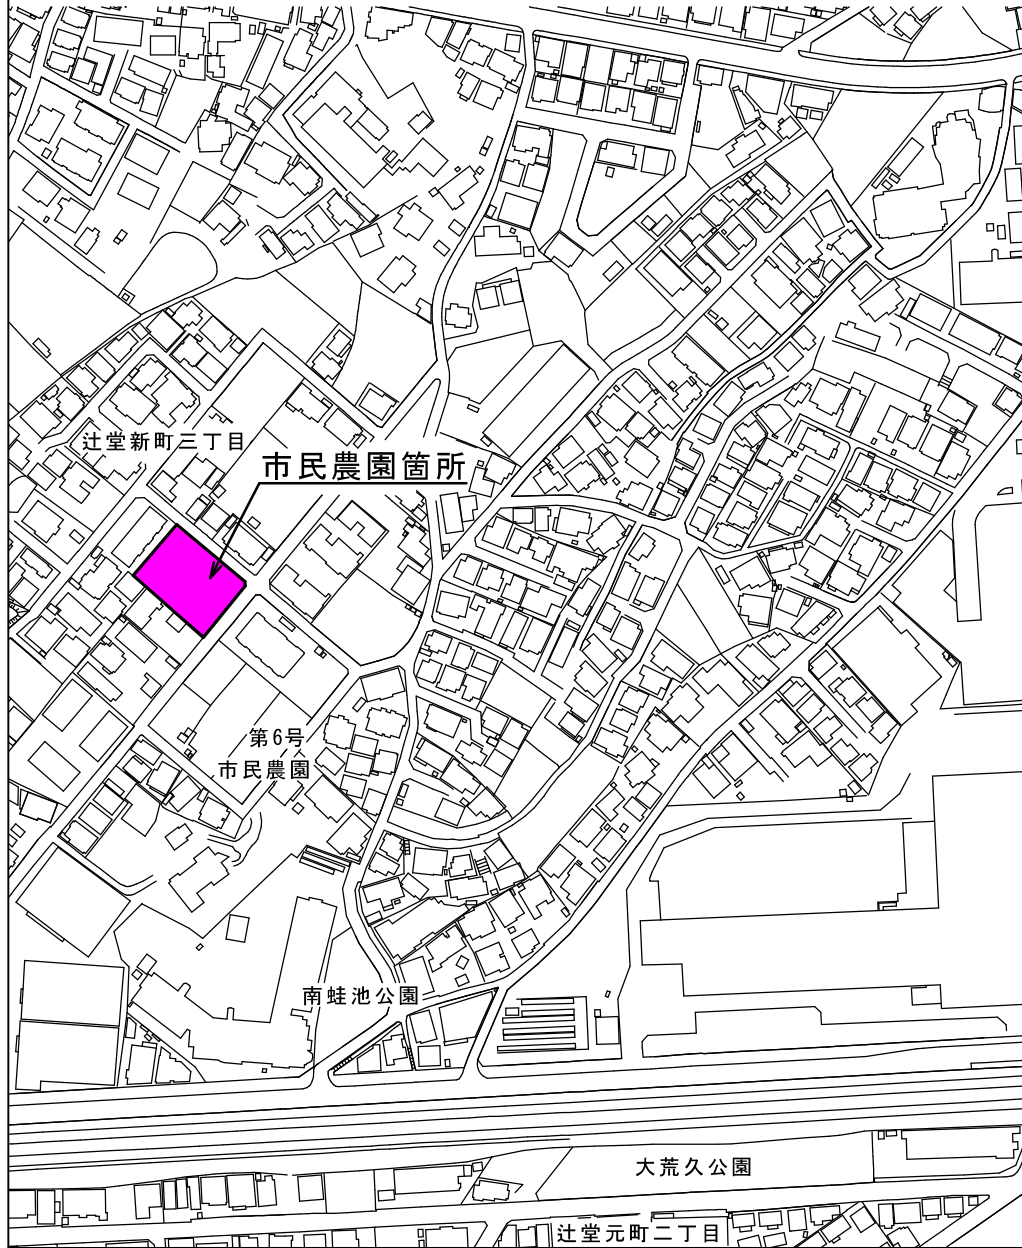 辻堂新町三丁目
市民農園箇所
第6号
市民農園
南蛙池公園
大荒久公園
辻堂元町二丁目